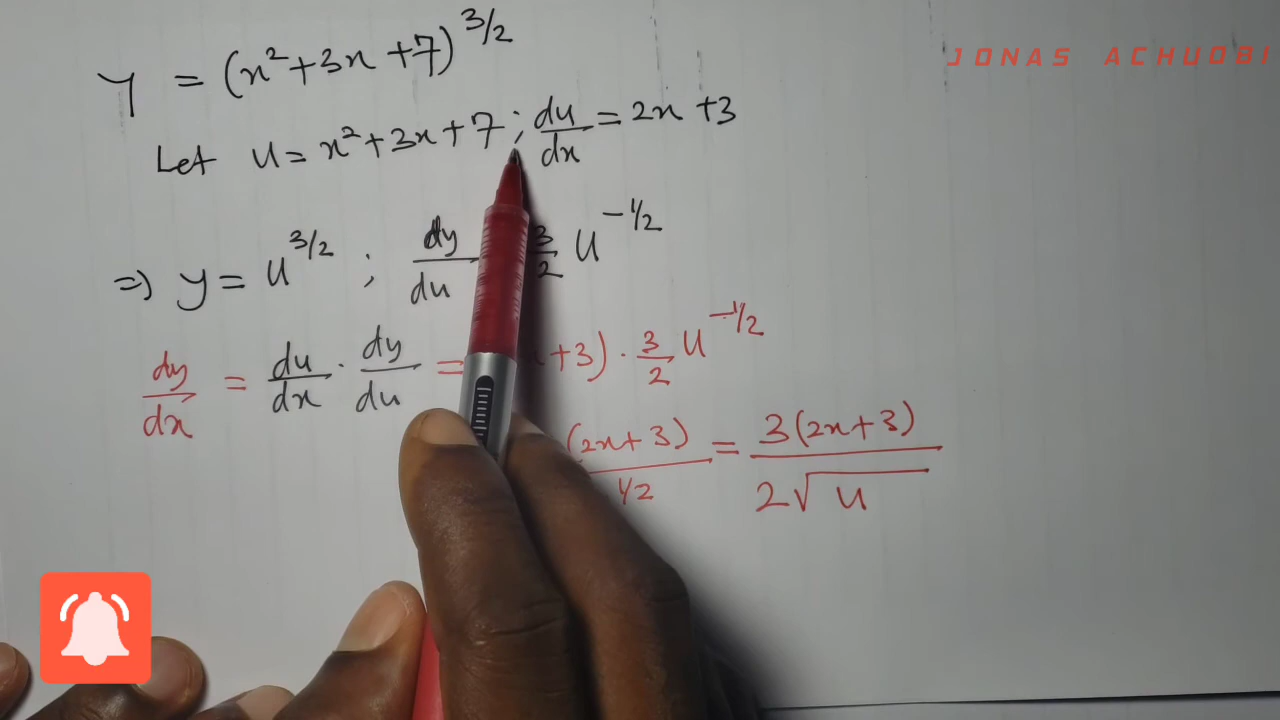 JONAS ACHUOBI
y = (x²+3x+7)^3/2
Let u = x²+3x+7 ; du/dx = 2x+3
⇒ y = u^3/2 ; dy/du 3/2 u^-1/2
dy/dx = du/dx · dy/du = x+3) · 3/2 u^-1/2
(2x+3) / 1/2 = 3(2x+3) / 2√u